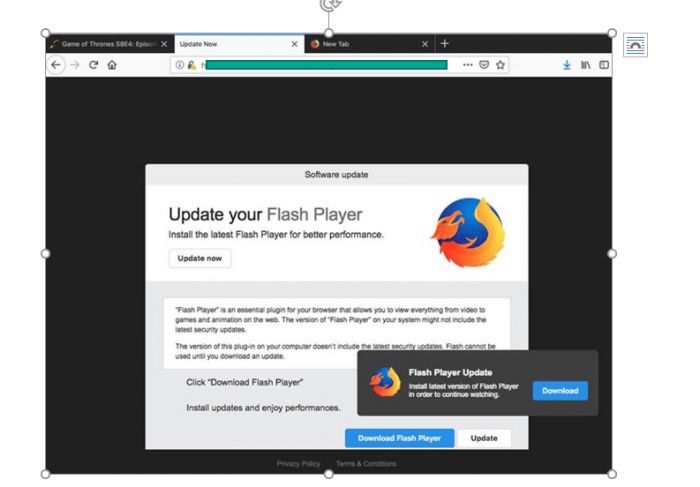 Game of Thrones S8E4: Episod
Update Now
New Tab
Software update
Update your Flash Player
Install the latest Flash Player for better performance.
Update now
"Flash Player" is an essential plugin for your browser that allows you to view everything from video to
games and animation on the web. The version of "Flash Player" on your system might not include the
latest security updates.
The version of this plug-in on your computer doesn't include the latest security updates. Flash cannot be
used until you download an update.
Flash Player Update
Install latest version of Flash Player
in order to continue watching.
Download
Click "Download Flash Player"
Install updates and enjoy performances.
Download Flash Player
Update
Privacy Policy
Terms & Conditions